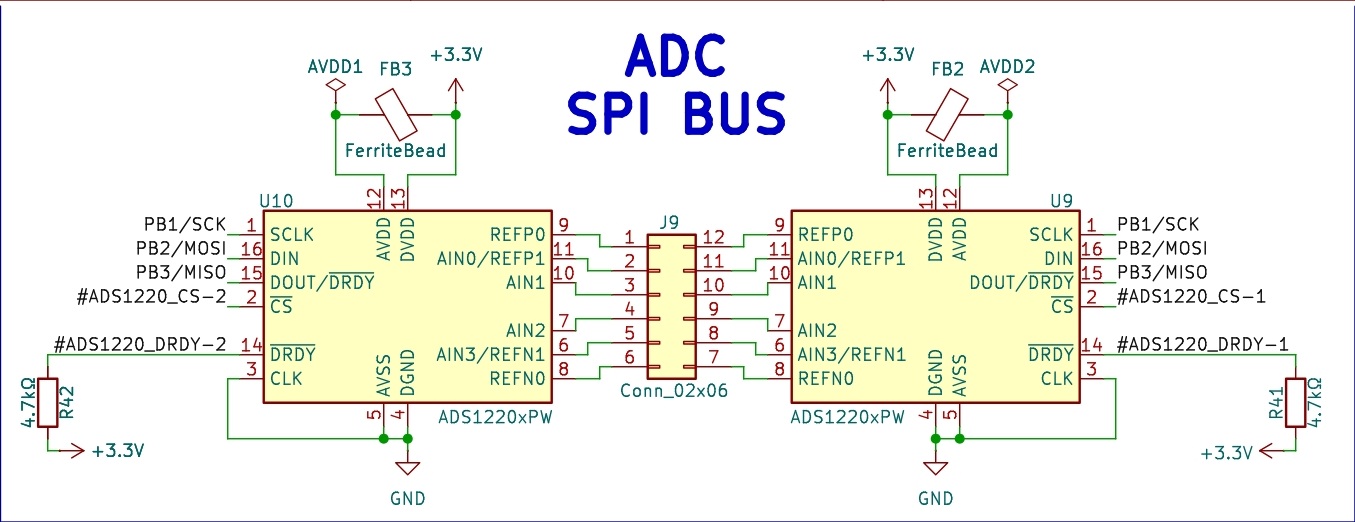 ADC
SPI BUS
AVDD1
FB3
+3.3V
FerriteBead
+3.3V
FB2
AVDD2
FerriteBead
U10
12
13
AVDD
DVDD
PB1/SCK
1
SCLK
PB2/MOSI
16
DIN
PB3/MISO
15
DOUT/DRDY
#ADS1220_CS-2
2
CS
#ADS1220_DRDY-2
14
DRDY
3
CLK
9
REFP0
11
AIN0/REFP1
10
AIN1
7
AIN2
6
AIN3/REFN1
8
REFN0
AVSS
DGND
5
4
ADS1220xPW
4.7kΩ
R42
+3.3V
GND
J9
1
12
2
11
3
10
4
9
5
8
6
7
Conn_02x06
U9
13
12
DVDD
AVDD
9
REFP0
11
AIN0/REFP1
10
AIN1
7
AIN2
6
AIN3/REFN1
8
REFN0
SCLK
1
PB1/SCK
DIN
16
PB2/MOSI
DOUT/DRDY
15
PB3/MISO
CS
2
#ADS1220_CS-1
DRDY
14
#ADS1220_DRDY-1
CLK
3
DGND
AVSS
4
5
ADS1220xPW
R41
4.7kΩ
+3.3V
GND